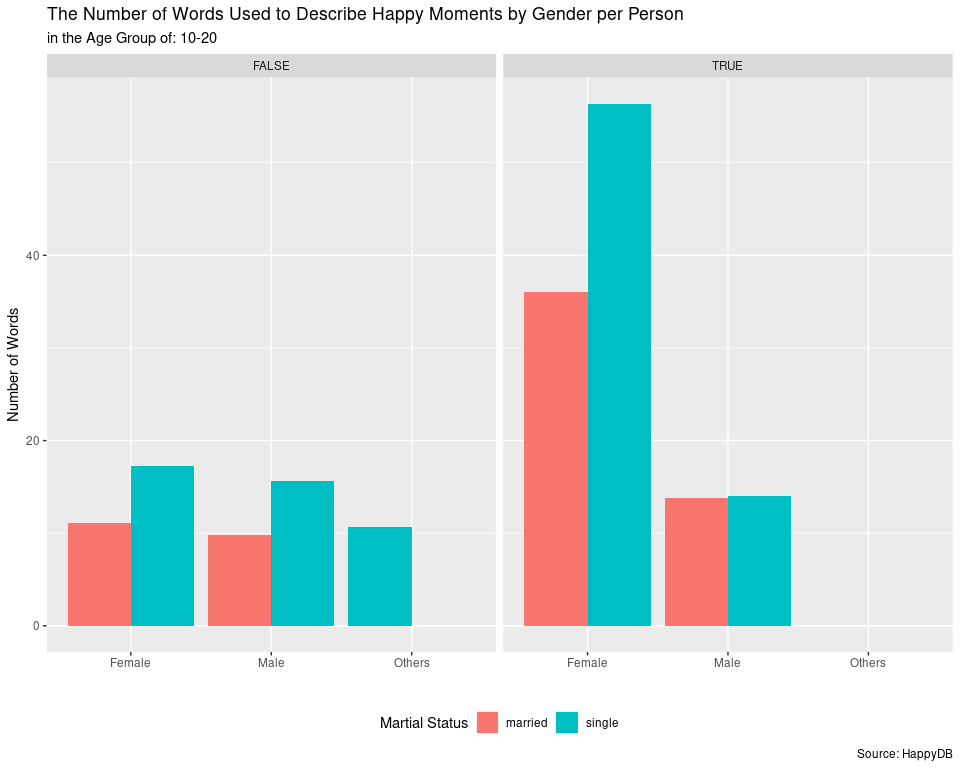 The Number of Words Used to Describe Happy Moments by Gender per Person
in the Age Group of: 10-20
FALSE
TRUE
Number of Words
40
20
0
Female
Male
Others
Female
Male
Others
Martial Status
married
single
Source: HappyDB